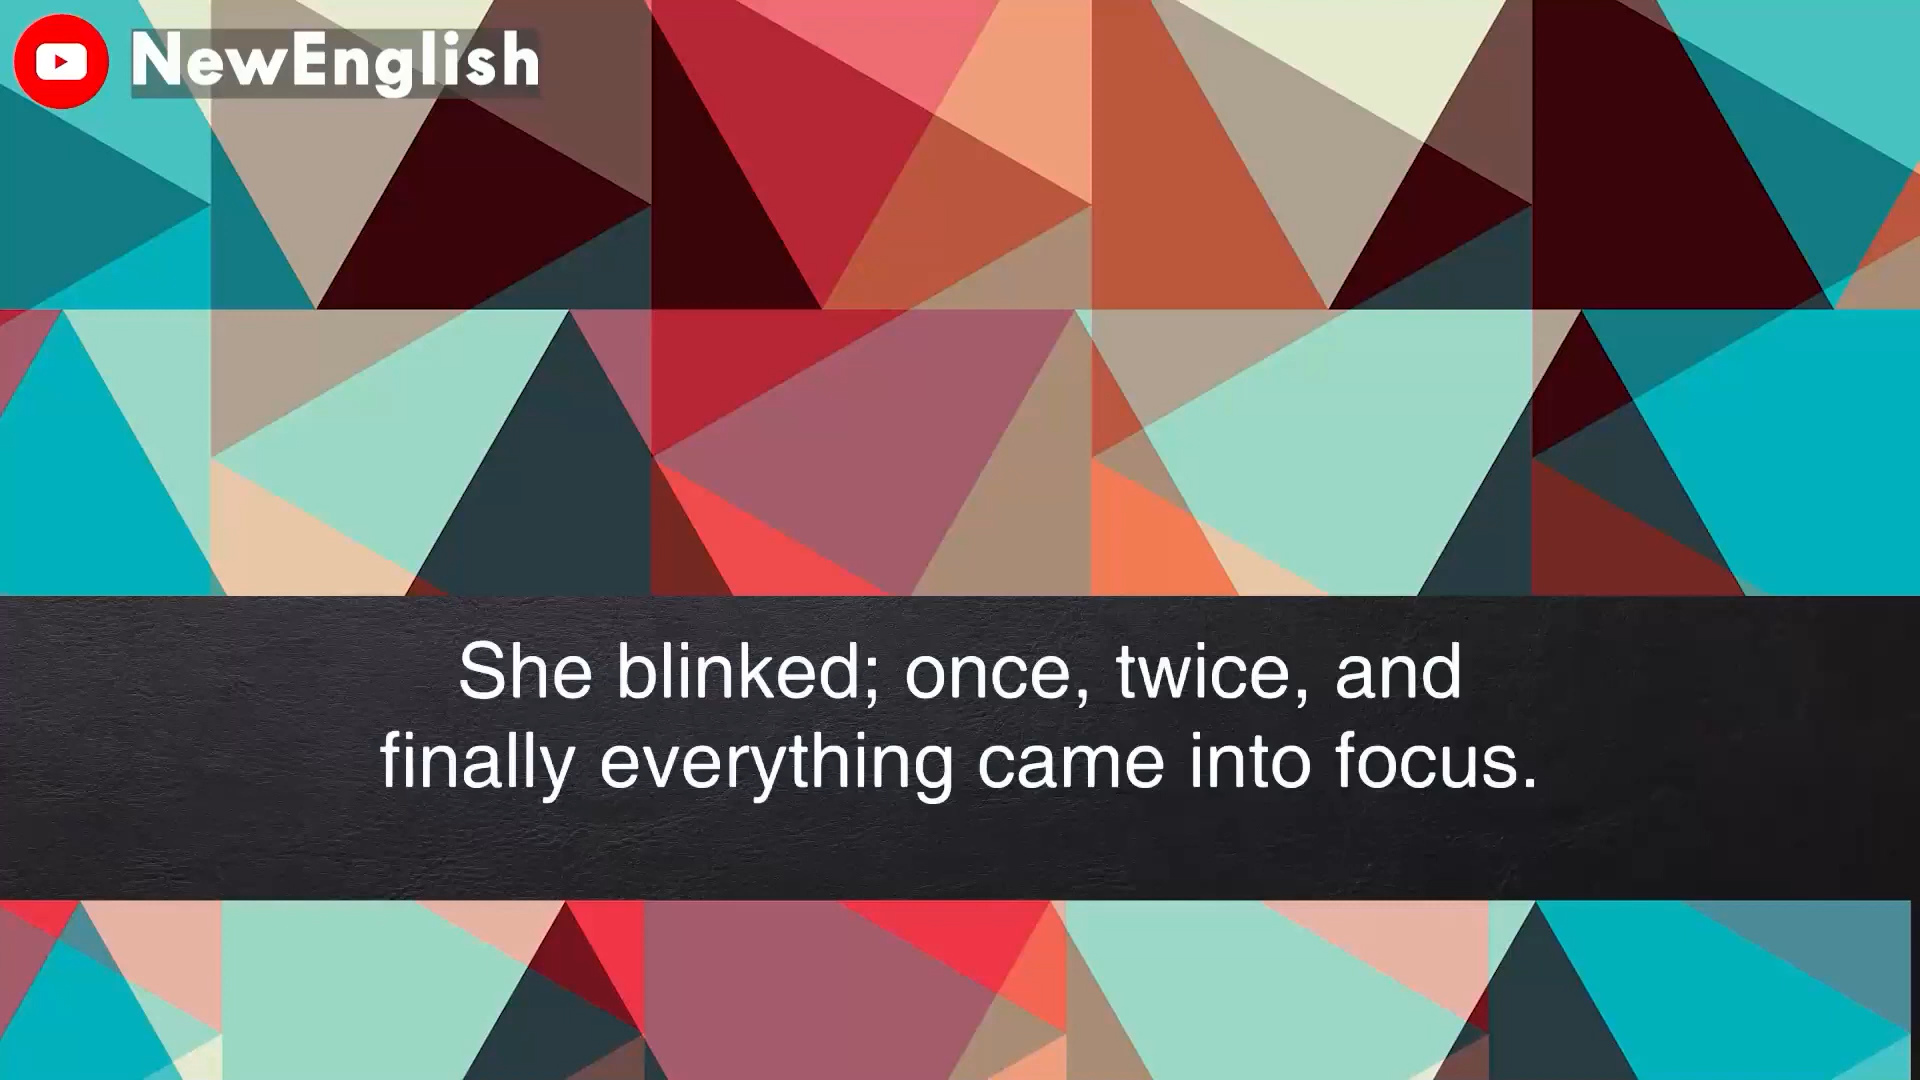 NewEnglish
She blinked; once, twice, and
finally everything came into focus.